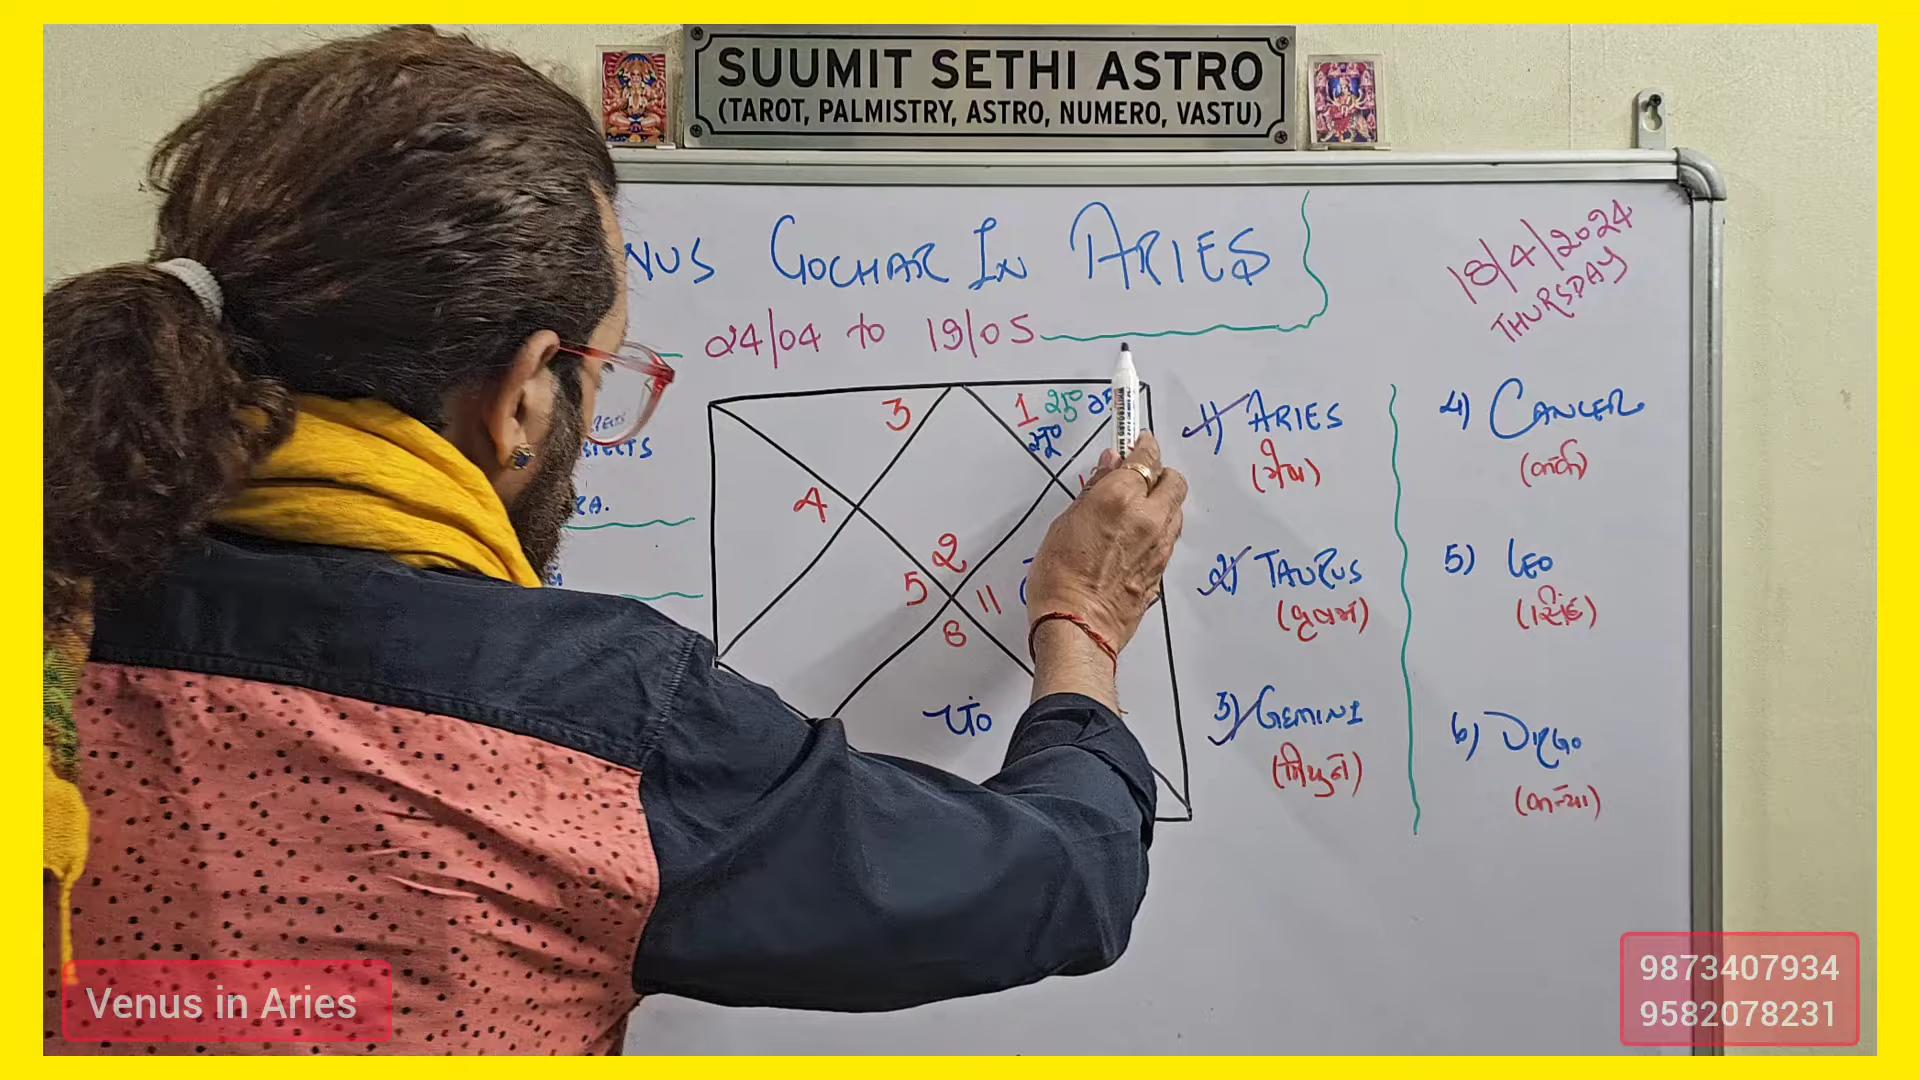 SUUMIT SETHI ASTRO
(TAROT, PALMISTRY, ASTRO, NUMERO, VASTU)
NUS GOCHAR IN ARIES
24/04 to 19/05
18/4/2024
THURSDAY
3
1
4
2
5
11
8
चं०
1) ARIES
(मेष)
2) TAURUS
(वृषभ)
3) GEMINI
(मिथुन)
4) CANCER
(कर्क)
5) LEO
(सिंह)
6) VIRGO
(कन्या)
Venus in Aries
9873407934
9582078231